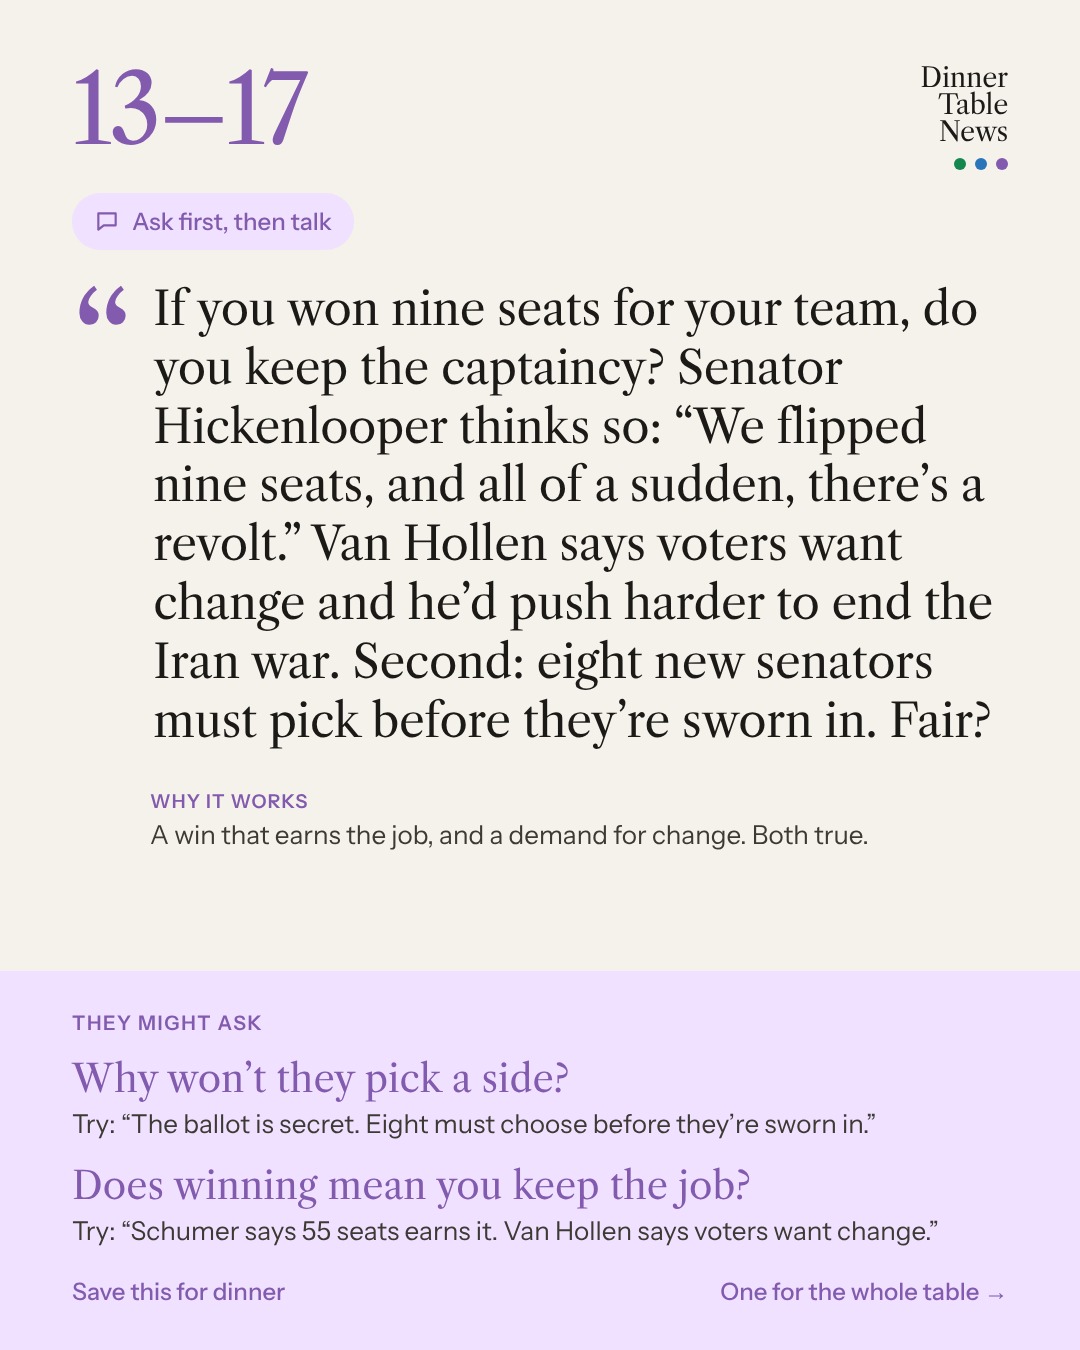 13–17
Dinner
Table
News
Ask first, then talk
“ If you won nine seats for your team, do
you keep the captaincy? Senator
Hickenlooper thinks so: “We flipped
nine seats, and all of a sudden, there’s a
revolt.” Van Hollen says voters want
change and he’d push harder to end the
Iran war. Second: eight new senators
must pick before they’re sworn in. Fair?
WHY IT WORKS
A win that earns the job, and a demand for change. Both true.
THEY MIGHT ASK
Why won’t they pick a side?
Try: “The ballot is secret. Eight must choose before they’re sworn in.”
Does winning mean you keep the job?
Try: “Schumer says 55 seats earns it. Van Hollen says voters want change.”
Save this for dinner
One for the whole table →